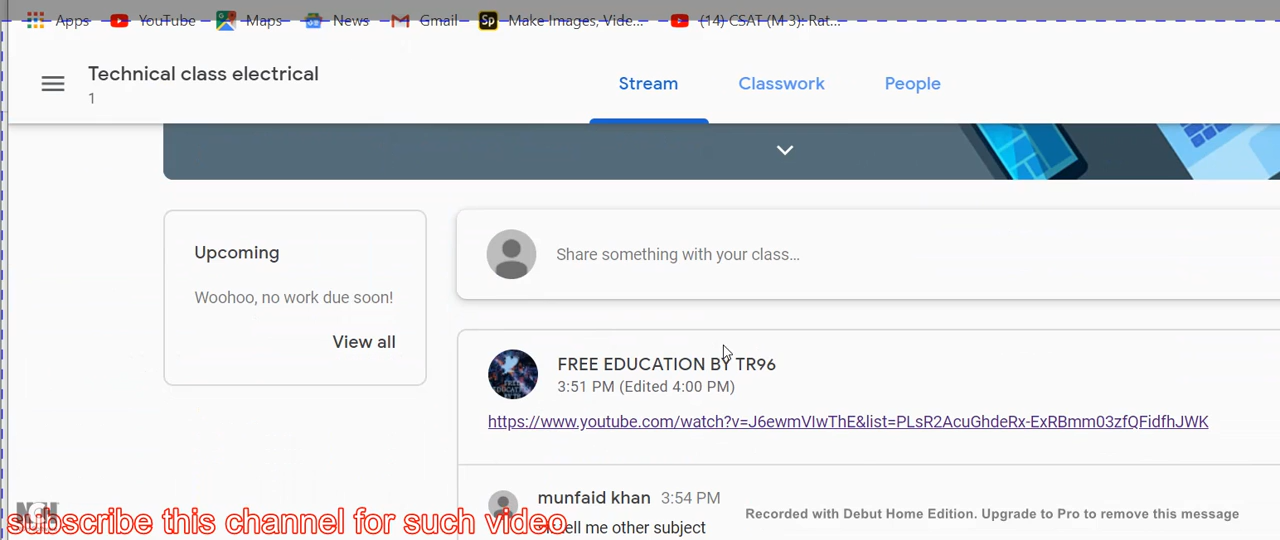 Apps YouTube Maps News Gmail Sp Make Images, Vide... (14) CSAT (M-3): Rat...
Technical class electrical
1
Stream Classwork People
Upcoming
Woohoo, no work due soon!
View all
Share something with your class...
FREE EDUCATION BY TR96
3:51 PM (Edited 4:00 PM)
https://www.youtube.com/watch?v=J6ewmVIwThE&list=PLsR2AcuGhdeRx-ExRBmm03zfQFidfhJWK
munfaid khan 3:54 PM
tell me other subject
subscribe this channel for such video
Recorded with Debut Home Edition. Upgrade to Pro to remove this message